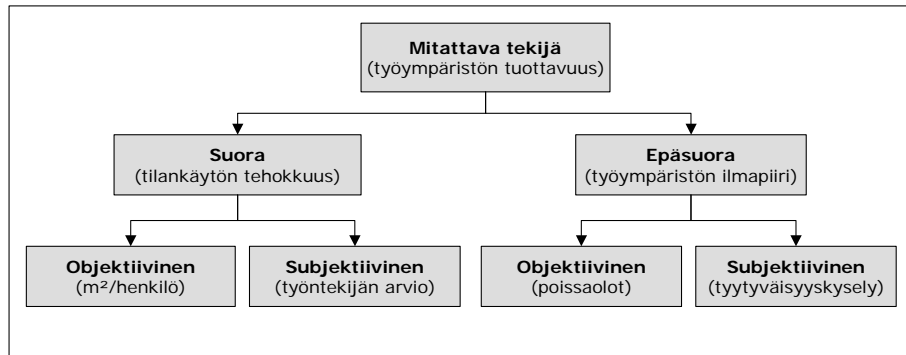 Mitattava tekijä
(työympäristön tuottavuus)
Suora
(tilankäytön tehokkuus)
Epäsuora
(työympäristön ilmapiiri)
Objektiivinen
(m²/henkilö)
Subjektiivinen
(työntekijän arvio)
Objektiivinen
(poissaolot)
Subjektiivinen
(tyytyväisyyskysely)